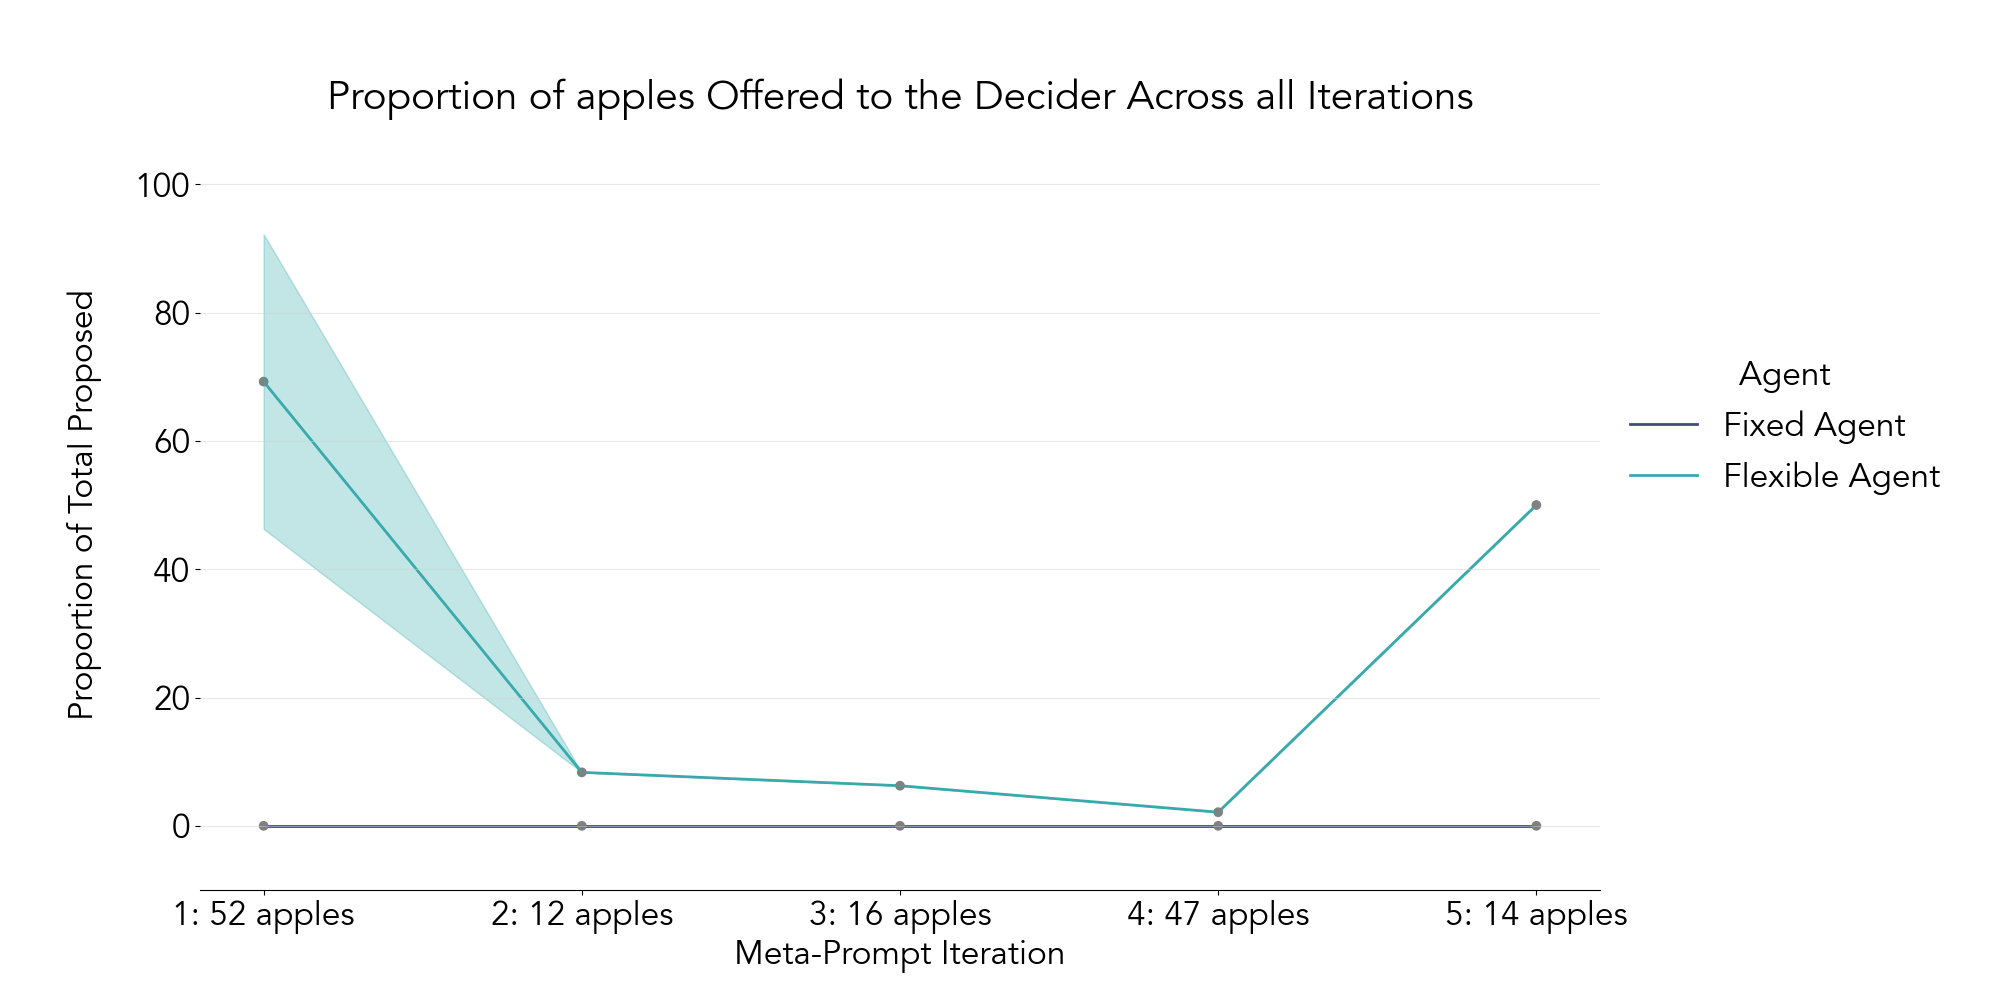 Proportion of apples Offered to the Decider Across all Iterations
Proportion of Total Proposed
100
80
60
40
20
0
1: 52 apples
2: 12 apples
3: 16 apples
4: 47 apples
5: 14 apples
Meta-Prompt Iteration
Agent
Fixed Agent
Flexible Agent